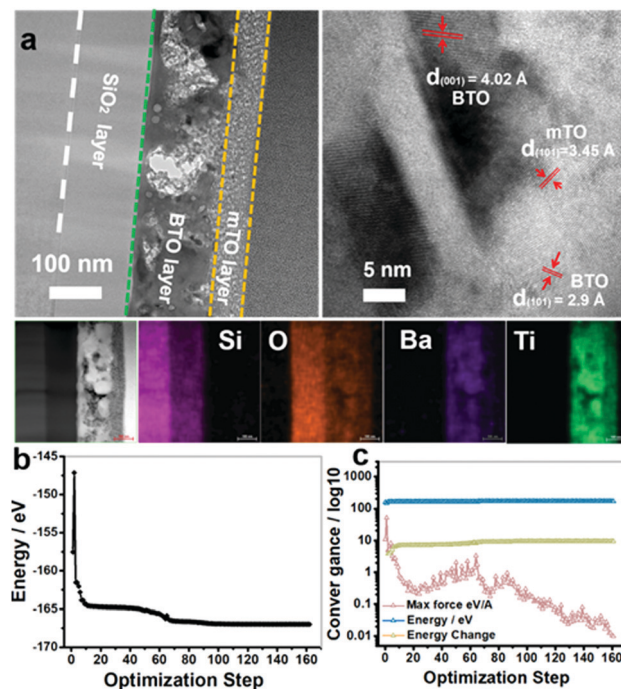 a
SiO2 layer
BTO layer
mTO layer
100 nm
d(001) = 4.02 A
BTO
mTO
d(101)=3.45 A
BTO
d(101)= 2.9 A
5 nm
Si
O
Ba
Ti
b
Energy / eV
-145
-150
-155
-160
-165
-170
0 20 40 60 80 100 120 140 160
Optimization Step
c
Conver gance / log10
1000
100
10
1
0.1
0.01
Max force eV/A
Energy / eV
Energy Change
0 20 40 60 80 100 120 140 160
Optimization Step